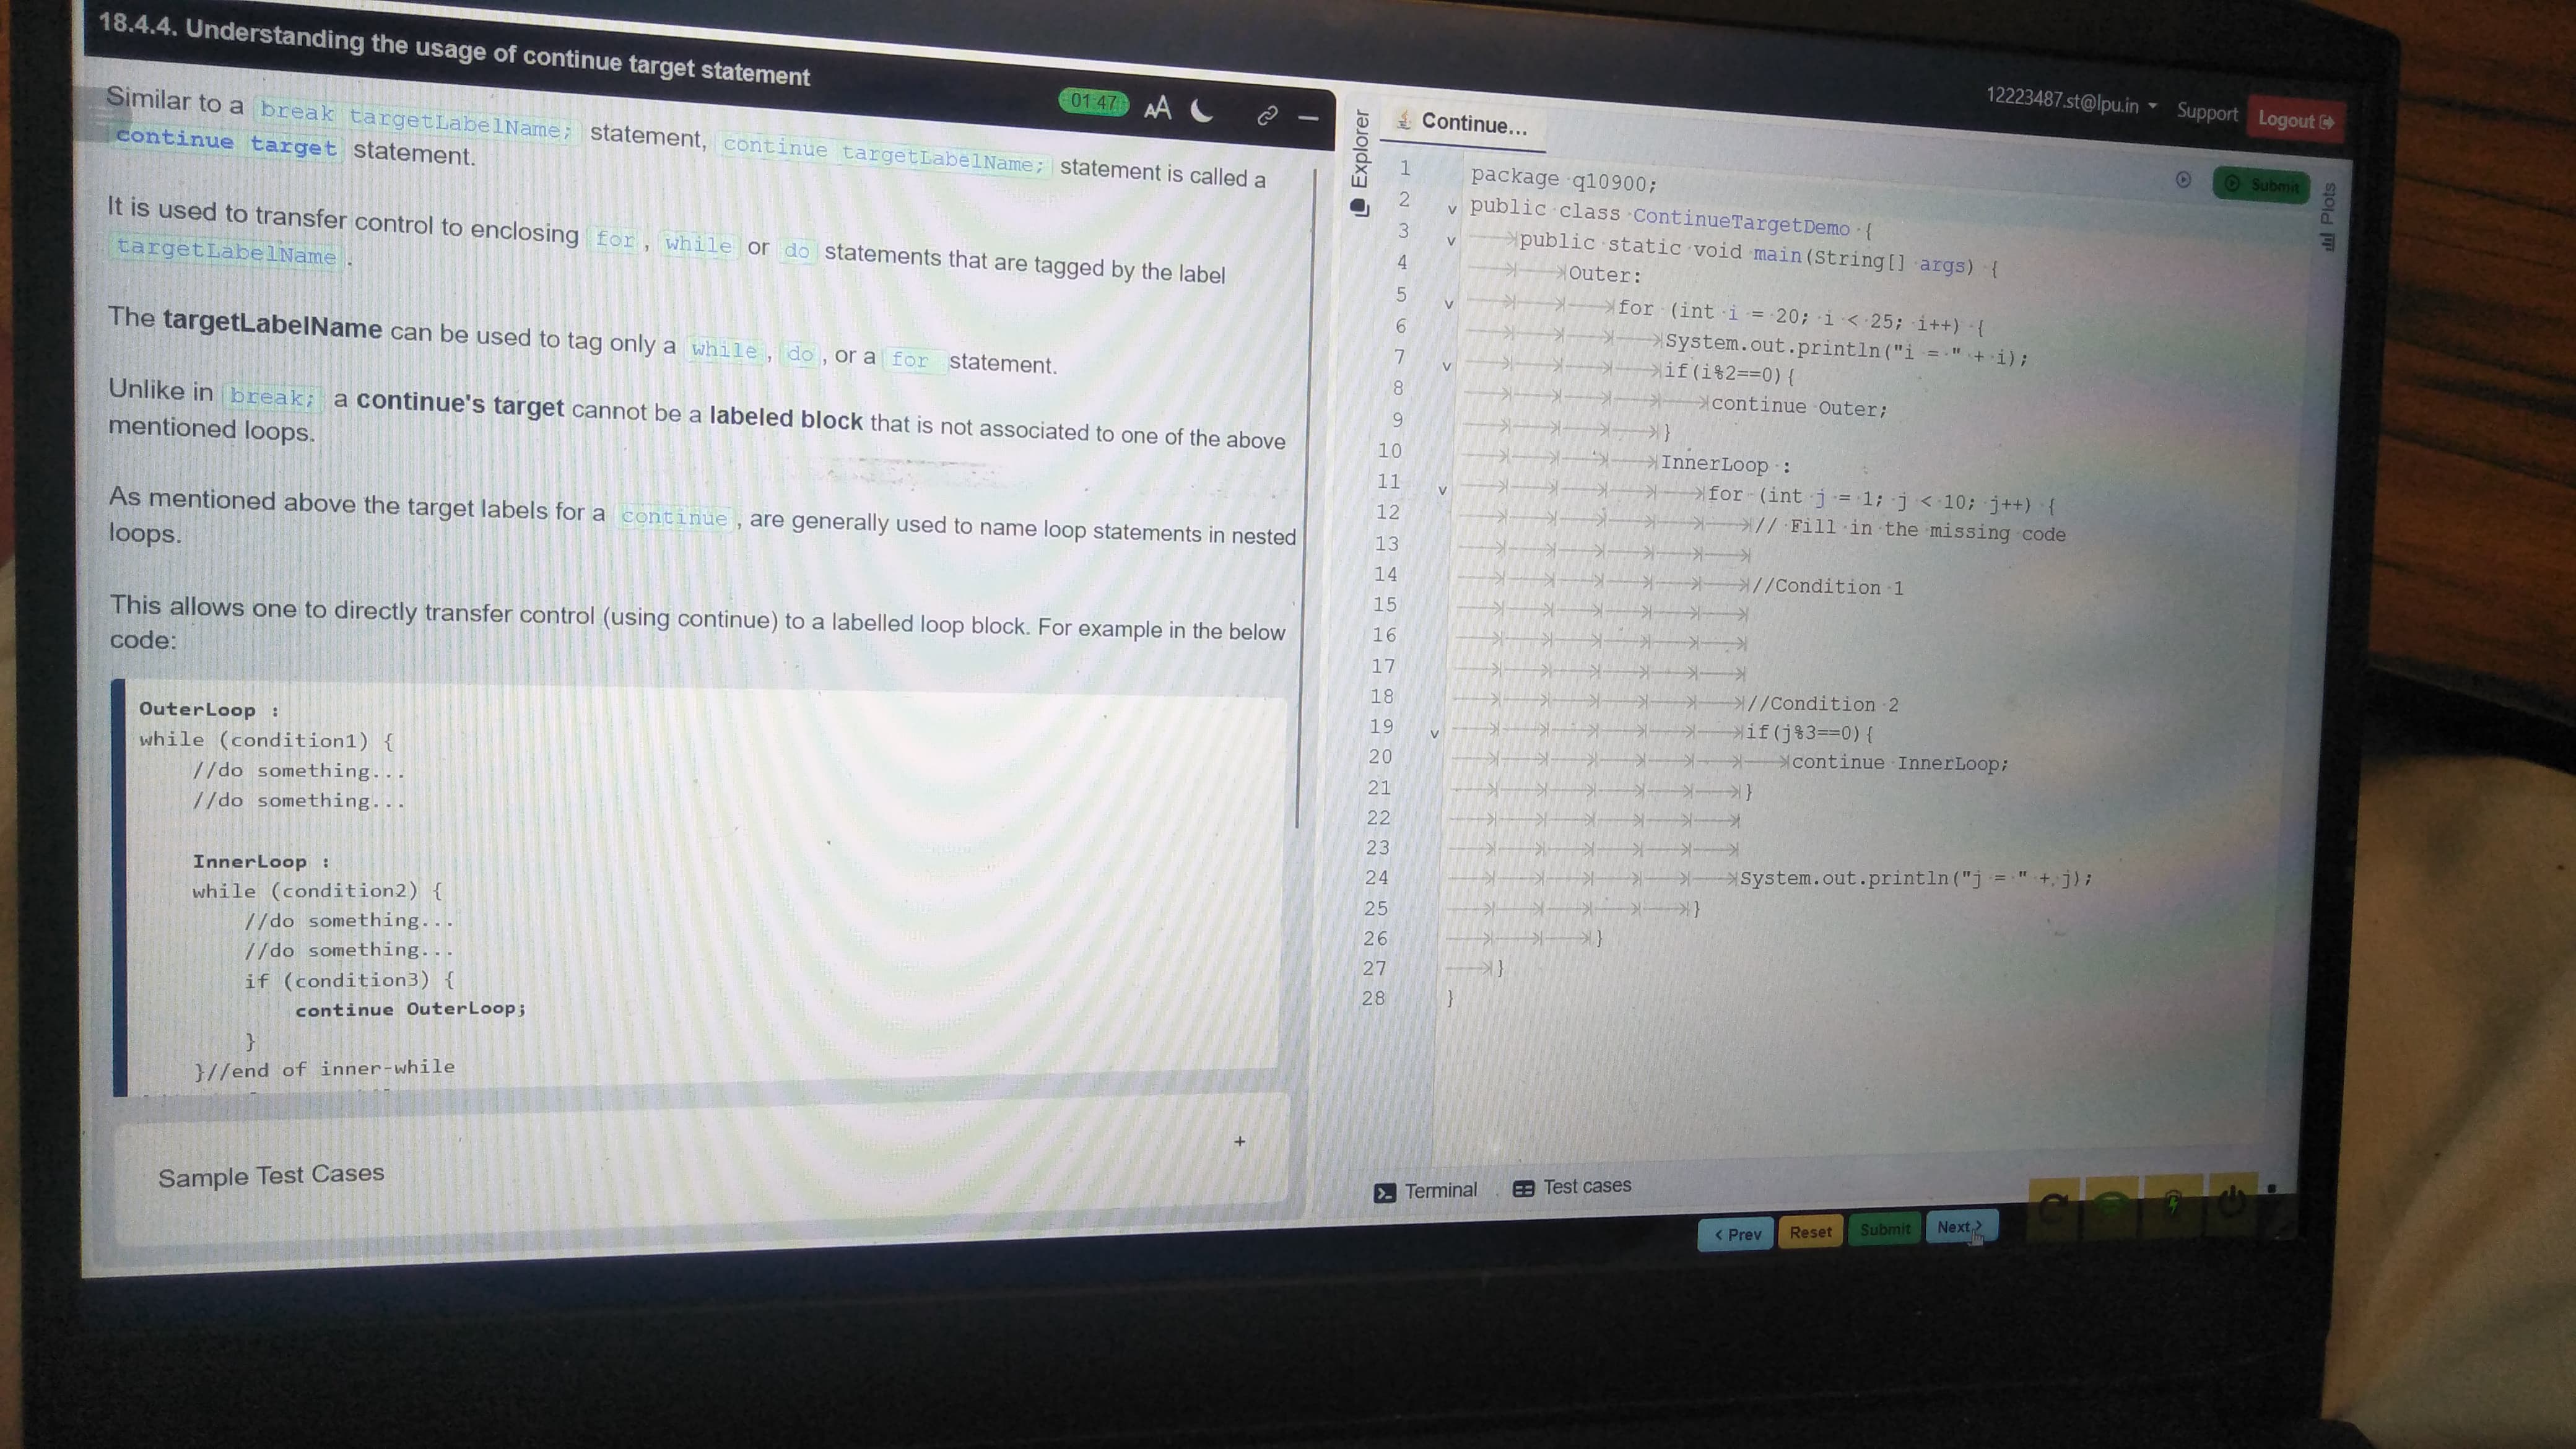 18.4.4. Understanding the usage of continue target statement
01:47
AA
Similar to a break targetLabelName; statement, continue targetLabelName; statement is called a
continue target statement.
It is used to transfer control to enclosing for, while or do statements that are tagged by the label
targetLabelName.
The targetLabelName can be used to tag only a while, do, or a for statement.
Unlike in break; a continue's target cannot be a labeled block that is not associated to one of the above
mentioned loops.
As mentioned above the target labels for a continue, are generally used to name loop statements in nested
loops.
This allows one to directly transfer control (using continue) to a labelled loop block. For example in the below
code:
OuterLoop :
while (condition1) {
//do something...
//do something...
InnerLoop :
while (condition2) {
//do something...
//do something...
if (condition3) {
continue OuterLoop;
}
}//end of inner-while
Sample Test Cases
+
12223487.st@lpu.in
Support
Logout
Explorer
Continue...
Submit
Plots
1 package q10900;
2 public class ContinueTargetDemo {
3 public static void main(String[] args) {
4 Outer:
5 for (int i = 20; i < 25; i++) {
6 System.out.println("i = " + i);
7 if(i%2==0){
8 continue Outer;
9 }
10 InnerLoop :
11 for (int j = 1; j < 10; j++) {
12 // Fill in the missing code
13
14 //Condition 1
15
16
17
18 //Condition 2
19 if(j%3==0){
20 continue InnerLoop;
21 }
22
23
24 System.out.println("j = " + j);
25 }
26 }
27 }
28 }
Terminal
Test cases
< Prev
Reset
Submit
Next >